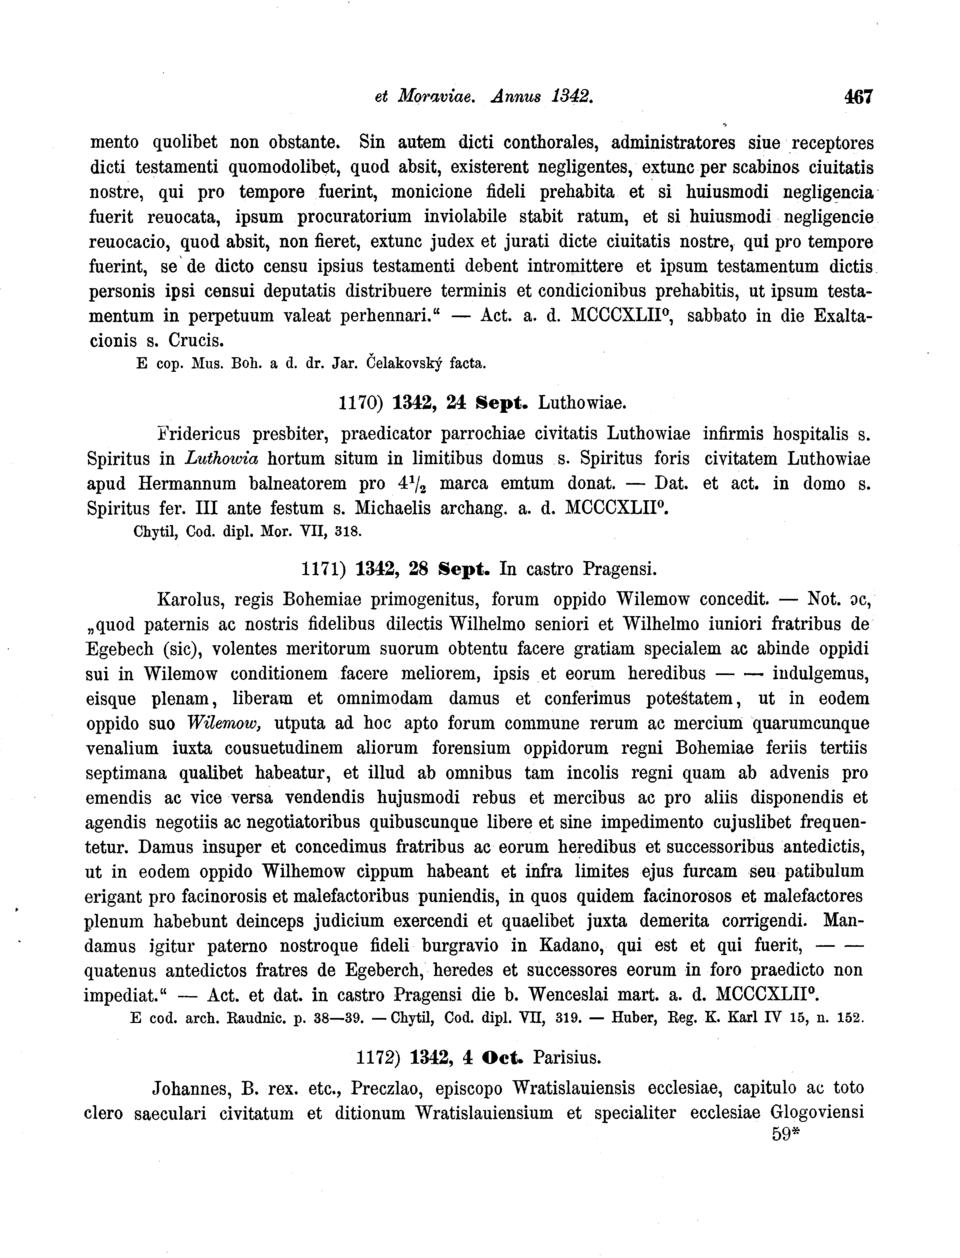 et Moraviae. Annus 1342. 467
mento quolibet non obstante. Sin autem dicti conthorales, administratores siue receptores
dicti testamenti quomodolibet, quod absit, existerent negligentes, extunc per scabinos ciuitatis
nostre, qui pro tempore fuerint, monicione fideli prehabita et si huiusmodi negligencia
fuerit reuocata, ipsum procuratorium inviolabile stabit ratum, et si huiusmodi negligencie
reuocacio, quod absit, non fieret, extunc judex et jurati dicte ciuitatis nostre, qui pro tempore
fuerint, se de dicto censu ipsius testamenti debent intromittere et ipsum testamentum dictis
personis ipsi censui deputatis distribuere terminis et condicionibus prehabitis, ut ipsum testa-
mentum in perpetuum valeat perhennari.“ — Act. a. d. MCCCXLII⁰, sabbato in die Exalta-
cionis s. Crucis.
E cop. Mus. Boh. a d. dr. Jar. Čelakovský facta.
1170) 1342, 24 Sept. Luthowiae.
Fridericus presbiter, praedicator parrochiae civitatis Luthowiae infirmis hospitalis s.
Spiritus in Luthowia hortum situm in limitibus domus s. Spiritus foris civitatem Luthowiae
apud Hermannum balneatorem pro 4½ marca emtum donat. — Dat. et act. in domo s.
Spiritus fer. III ante festum s. Michaelis archang. a. d. MCCCXLII⁰.
Chytil, Cod. dipl. Mor. VII, 318.
1171) 1342, 28 Sept. In castro Pragensi.
Karolus, regis Bohemiae primogenitus, forum oppido Wilemow concedit. — Not. ɔc,
„quod paternis ac nostris fidelibus dilectis Wilhelmo seniori et Wilhelmo iuniori fratribus de
Egebech (sic), volentes meritorum suorum obtentu facere gratiam specialem ac abinde oppidi
sui in Wilemow conditionem facere meliorem, ipsis et eorum heredibus — — indulgemus,
eisque plenam, liberam et omnimodam damus et conferimus potestatem, ut in eodem
oppido suo Wilemow, utputa ad hoc apto forum commune rerum ac mercium quarumcunque
venalium iuxta cousuetudinem aliorum forensium oppidorum regni Bohemiae feriis tertiis
septimana qualibet habeatur, et illud ab omnibus tam incolis regni quam ab advenis pro
emendis ac vice versa vendendis hujusmodi rebus et mercibus ac pro aliis disponendis et
agendis negotiis ac negotiatoribus quibuscunque libere et sine impedimento cujuslibet frequen-
tetur. Damus insuper et concedimus fratribus ac eorum heredibus et successoribus antedictis,
ut in eodem oppido Wilhemow cippum habeant et infra limites ejus furcam seu patibulum
erigant pro facinorosis et malefactoribus puniendis, in quos quidem facinorosos et malefactores
plenum habebunt deinceps judicium exercendi et quaelibet juxta demerita corrigendi. Man-
damus igitur paterno nostroque fideli burgravio in Kadano, qui est et qui fuerit, — —
quatenus antedictos fratres de Egeberch, heredes et successores eorum in foro praedicto non
impediat.“ — Act. et dat. in castro Pragensi die b. Wenceslai mart. a. d. MCCCXLII⁰.
E cod. arch. Raudnic. p. 38—39. — Chytil, Cod. dipl. VII, 319. — Huber, Reg. K. Karl IV 15, n. 152.
1172) 1342, 4 Oct. Parisius.
Johannes, B. rex. etc., Preczlao, episcopo Wratislauiensis ecclesiae, capitulo ac toto
clero saeculari civitatum et ditionum Wratislauiensium et specialiter ecclesiae Glogoviensi
59*